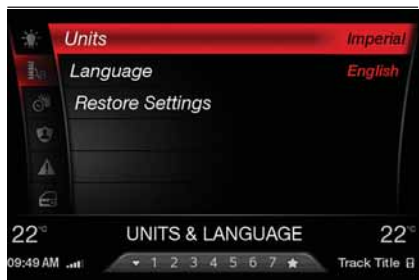 Units Imperial
Language English
Restore Settings
22°C UNITS & LANGUAGE 22°C
09:49 AM 1 2 3 4 5 6 7 Track Title